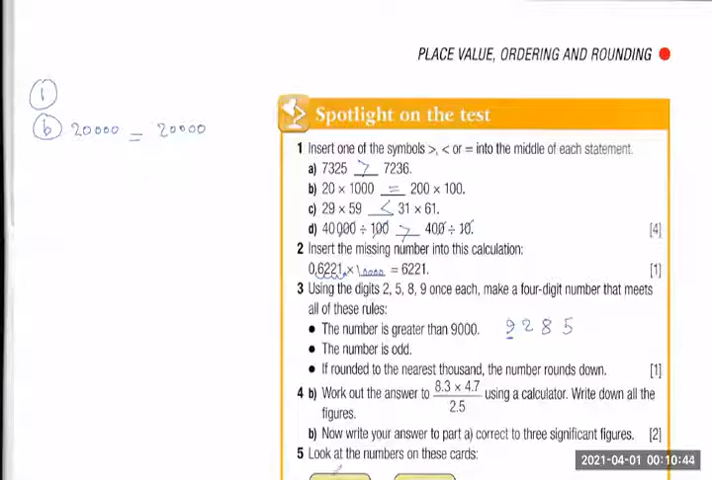 PLACE VALUE, ORDERING AND ROUNDING
①
ⓑ 20000 = 20000
Spotlight on the test
1 Insert one of the symbols >, < or = into the middle of each statement.
a) 7325 > 7236.
b) 20 × 1000 = 200 × 100.
c) 29 × 59 < 31 × 61.
d) 40000 ÷ 100 > 400 ÷ 10. [4]
2 Insert the missing number into this calculation:
0,6221 × 10000 = 6221. [1]
3 Using the digits 2, 5, 8, 9 once each, make a four-digit number that meets
all of these rules:
• The number is greater than 9000. 9285
• The number is odd.
• If rounded to the nearest thousand, the number rounds down. [1]
4 b) Work out the answer to 8.3 × 4.7 / 2.5 using a calculator. Write down all the
figures.
b) Now write your answer to part a) correct to three significant figures. [2]
5 Look at the numbers on these cards:
2021-04-01 00:10:44